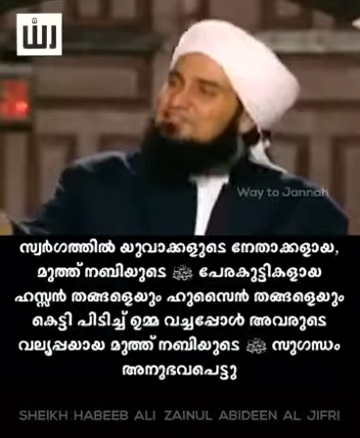 Way to Jannah
സ്വർഗത്തിൽ യുവാക്കളുടെ നേതാക്കളായ,
മുത്ത് നബിയുടെ ﷺ പേരകുട്ടികളായ
ഹസ്സൻ തങ്ങളെയും ഹുസൈൻ തങ്ങളെയും
കെട്ടി പിടിച്ച് ഉമ്മ വച്ചപ്പോൾ അവരുടെ
വല്യപ്പയായ മുത്ത് നബിയുടെ ﷺ സുഗന്ധം
അനുഭവപെട്ടു
SHEIKH HABEEB ALI ZAINUL ABIDEEN AL JIFRI